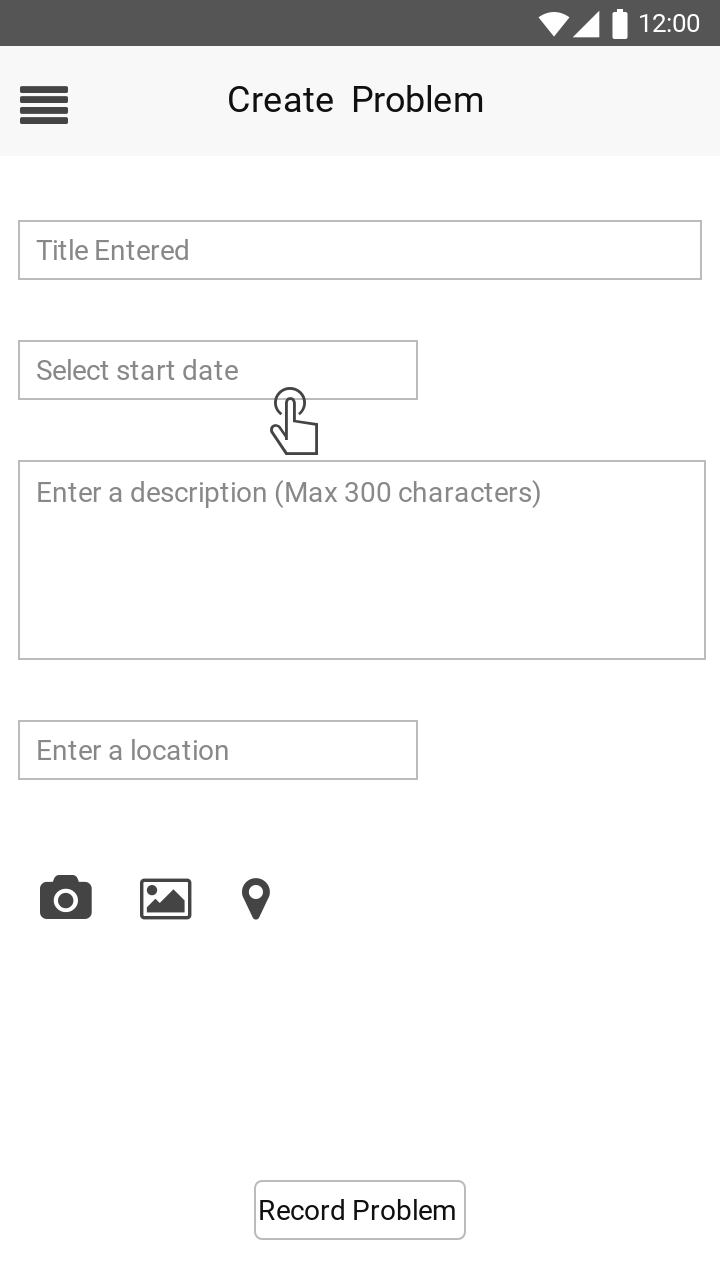 12:00
Create Problem
Title Entered
Select start date
Enter a description (Max 300 characters)
Enter a location
Record Problem